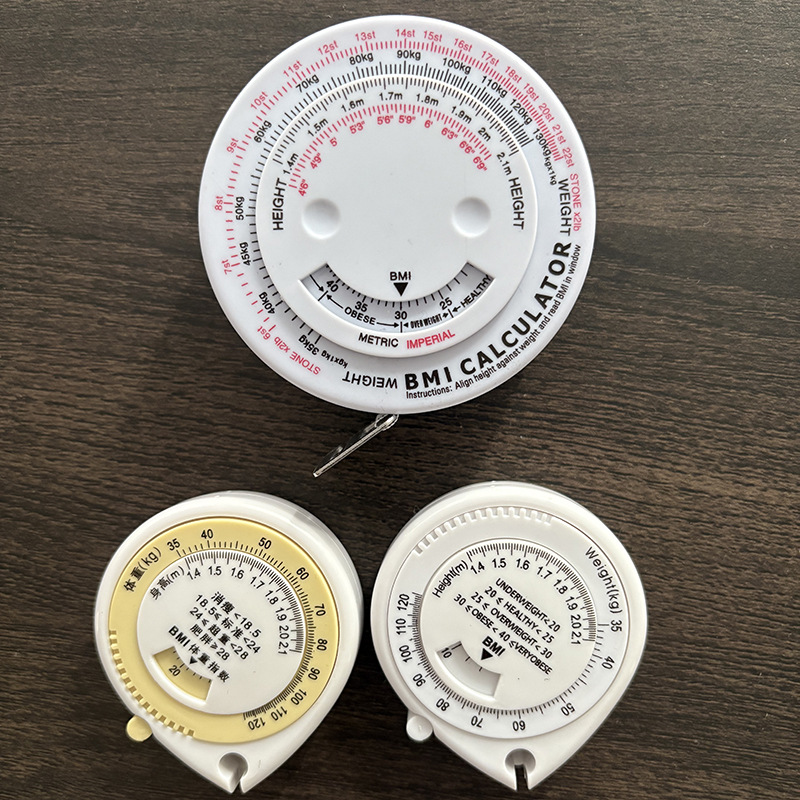 6st 7st 8st 9st 10st 11st 12st 13st 14st 15st 16st 17st 18st 19st 20st 21st 22st
STONE x2lb
35kg 40kg 45kg 50kg 60kg 70kg 80kg 90kg 100kg 110kg 120kg 130kg
kgx1kg
WEIGHT
1.4m 1.5m 1.6m 1.7m 1.8m 1.9m 2m 2.1m
4'6" 4'9" 5' 5'3" 5'6" 5'9" 6' 6'3" 6'6" 6'9"
HEIGHT
HEIGHT
BMI
40 35 30 25
OBESE
OVER WEIGHT
HEALTHY
METRIC IMPERIAL
STONE x2lb
kgx1kg
WEIGHT
BMI CALCULATOR
Instructions: Align height against weight and read BMI in window
体重(kg) 35 40 50 60 70 80 90 100 110 120
身高(m) 1.4 1.5 1.6 1.7 1.8 1.9 2.0 2.1
消瘦<18.5
18.5≤标准<24
24≤超重<28
肥胖≥28
BMI体重指数
20
Weight(kg) 35 40 50 60 70 80 90 100 110 120
Height(m) 1.4 1.5 1.6 1.7 1.8 1.9 2.0 2.1
UNDERWEIGHT<20
20≤HEALTHY<25
25≤OVERWEIGHT<30
30≤OBESE<40≤VERYOBESE
BMI
10